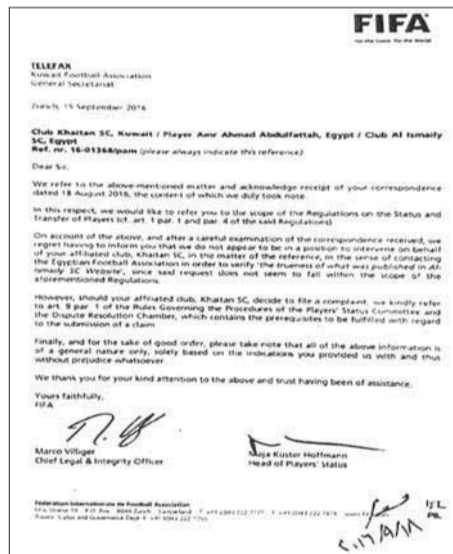 FIFA
For the Game. For the World.
TELEFAX
Kuwait Football Association
General Secretariat
Zurich, 15 September 2016
Club Khaitan SC, Kuwait / Player Amr Ahmad Abdulfattah, Egypt / Club Al Ismaily
SC, Egypt
Ref. nr. 16-01368/pam (please always indicate this reference)
Dear Sir,
We refer to the above-mentioned matter and acknowledge receipt of your correspondence
dated 18 August 2016, the content of which we duly took note.
In this respect, we would like to refer you to the scope of the Regulations on the Status and
Transfer of Players (cf. art. 1 par. 1 and par. 4 of the said Regulations)
On account of the above, and after a careful examination of the correspondence received, we
regret having to inform you that we do not appear to be in a position to intervene on behalf
of your affiliated club, Khaitan SC, in the matter of the reference, in the sense of contacting
the Egyptian Football Association in order to verify 'the trueness of what was published in Al-
Ismaily SC Website', since said request does not seem to fall within the scope of the
aforementioned Regulations.
However, should your affiliated club, Khaitan SC, decide to file a complaint, we kindly refer
to art. 9 par. 1 of the Rules Governing the Procedures of the Players' Status Committee and
the Dispute Resolution Chamber, which contains the prerequisites to be fulfilled with regard
to the submission of a claim
Finally, and for the sake of good order, please take note that all of the above information is
of a general nature only, solely based on the indications you provided us with and thus
without prejudice whatsoever.
We thank you for your kind attention to the above and trust having been of assistance.
Yours faithfully,
FIFA
Marco Villiger
Chief Legal & Integrity Officer
Maja Kuster Hoffmann
Head of Players' Status
Fédération Internationale de Football Association